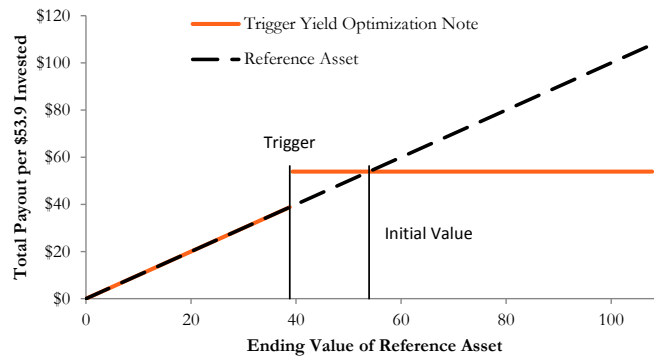 Total Payout per $53.9 Invested
$120
$100
$80
$60
$40
$20
$0
Trigger Yield Optimization Note
Reference Asset
Trigger
Initial Value
0
20
40
60
80
100
Ending Value of Reference Asset